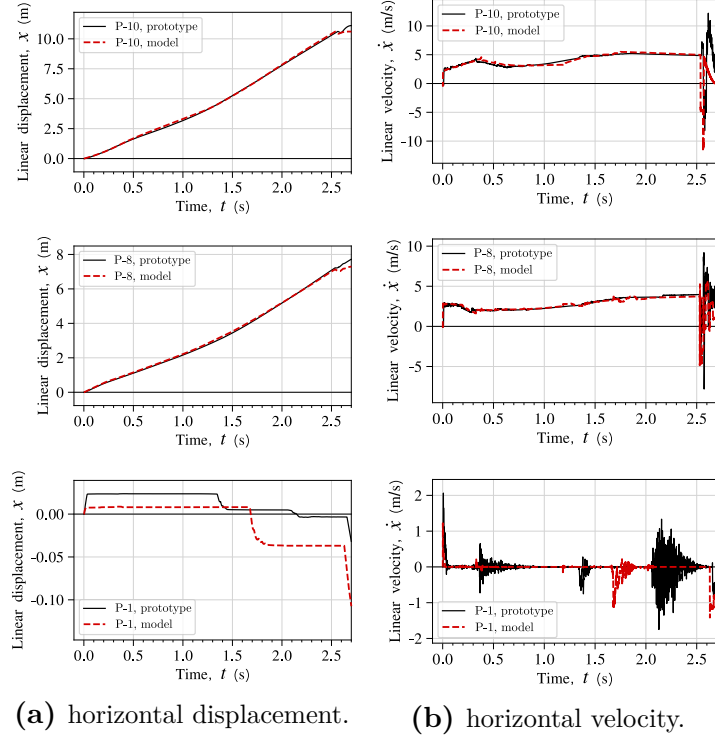 P-10, prototype
P-10, model
Linear displacement, x (m)
10.0
7.5
5.0
2.5
0.0
0.0 0.5 1.0 1.5 2.0 2.5
Time, t (s)
P-10, prototype
P-10, model
Linear velocity, ẋ (m/s)
10
5
0
−5
−10
0.0 0.5 1.0 1.5 2.0 2.5
Time, t (s)
P-8, prototype
P-8, model
Linear displacement, x (m)
8
6
4
2
0
0.0 0.5 1.0 1.5 2.0 2.5
Time, t (s)
P-8, prototype
P-8, model
Linear velocity, ẋ (m/s)
10
5
0
−5
0.0 0.5 1.0 1.5 2.0 2.5
Time, t (s)
Linear displacement, x (m)
0.00
−0.05
−0.10
P-1, prototype
P-1, model
0.0 0.5 1.0 1.5 2.0 2.5
Time, t (s)
Linear velocity, ẋ (m/s)
2
1
0
−1
−2
P-1, prototype
P-1, model
0.0 0.5 1.0 1.5 2.0 2.5
Time, t (s)
(a) horizontal displacement.
(b) horizontal velocity.